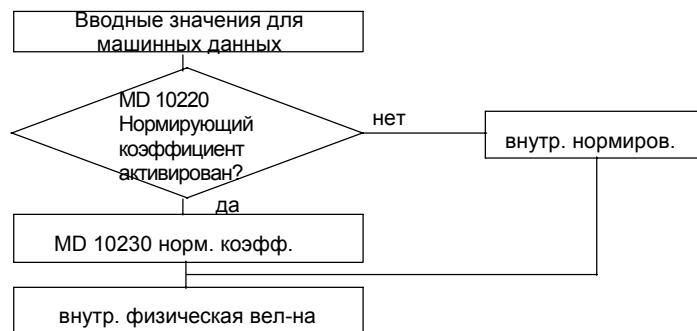 Вводные значения для
машинных данных
MD 10220
Нормирующий
коэффициент
активирован?
нет
внутр. нормиров.
да
MD 10230 норм. коэфф.
внутр. физическая вел-на